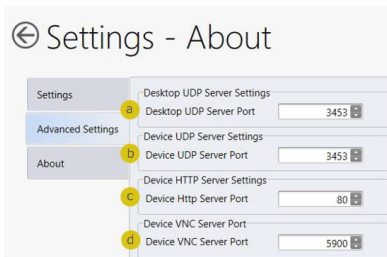 Settings - About
Settings
Advanced Settings
About
Desktop UDP Server Settings
a Desktop UDP Server Port 3453
Device UDP Server Settings
b Device UDP Server Port 3453
Device HTTP Server Settings
c Device Http Server Port 80
Device VNC Server Port
d Device VNC Server Port 5900